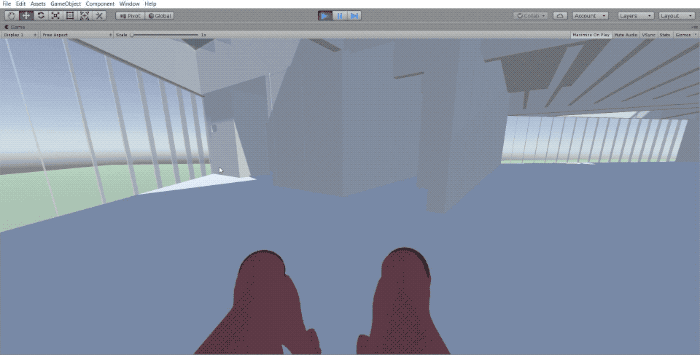 File Edit Assets GameObject Component Window Help
Pivot Global Collab Account Layers Layout
Game
Display 1 Free Aspect Scale 1x Maximize On Play Mute Audio VSync Stats Gizmos